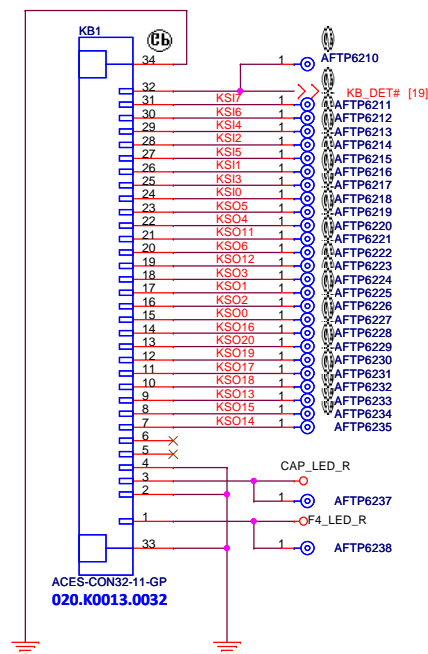 KB1
34 1 AFTP6210
32 KB_DET# [19]
31 KSI7 1 AFTP6211
30 KSI6 1 AFTP6212
29 KSI4 1 AFTP6213
28 KSI2 1 AFTP6214
27 KSI5 1 AFTP6215
26 KSI1 1 AFTP6216
25 KSI3 1 AFTP6217
24 KSI0 1 AFTP6218
23 KSO5 1 AFTP6219
22 KSO4 1 AFTP6220
21 KSO11 1 AFTP6221
20 KSO6 1 AFTP6222
19 KSO12 1 AFTP6223
18 KSO3 1 AFTP6224
17 KSO1 1 AFTP6225
16 KSO2 1 AFTP6226
15 KSO0 1 AFTP6227
14 KSO16 1 AFTP6228
13 KSO20 1 AFTP6229
12 KSO19 1 AFTP6230
11 KSO17 1 AFTP6231
10 KSO18 1 AFTP6232
9 KSO13 1 AFTP6233
8 KSO15 1 AFTP6234
7 KSO14 1 AFTP6235
6
5
4 CAP_LED_R
3
2 1 AFTP6237
1 F4_LED_R
33 1 AFTP6238
ACES-CON32-11-GP
020.K0013.0032